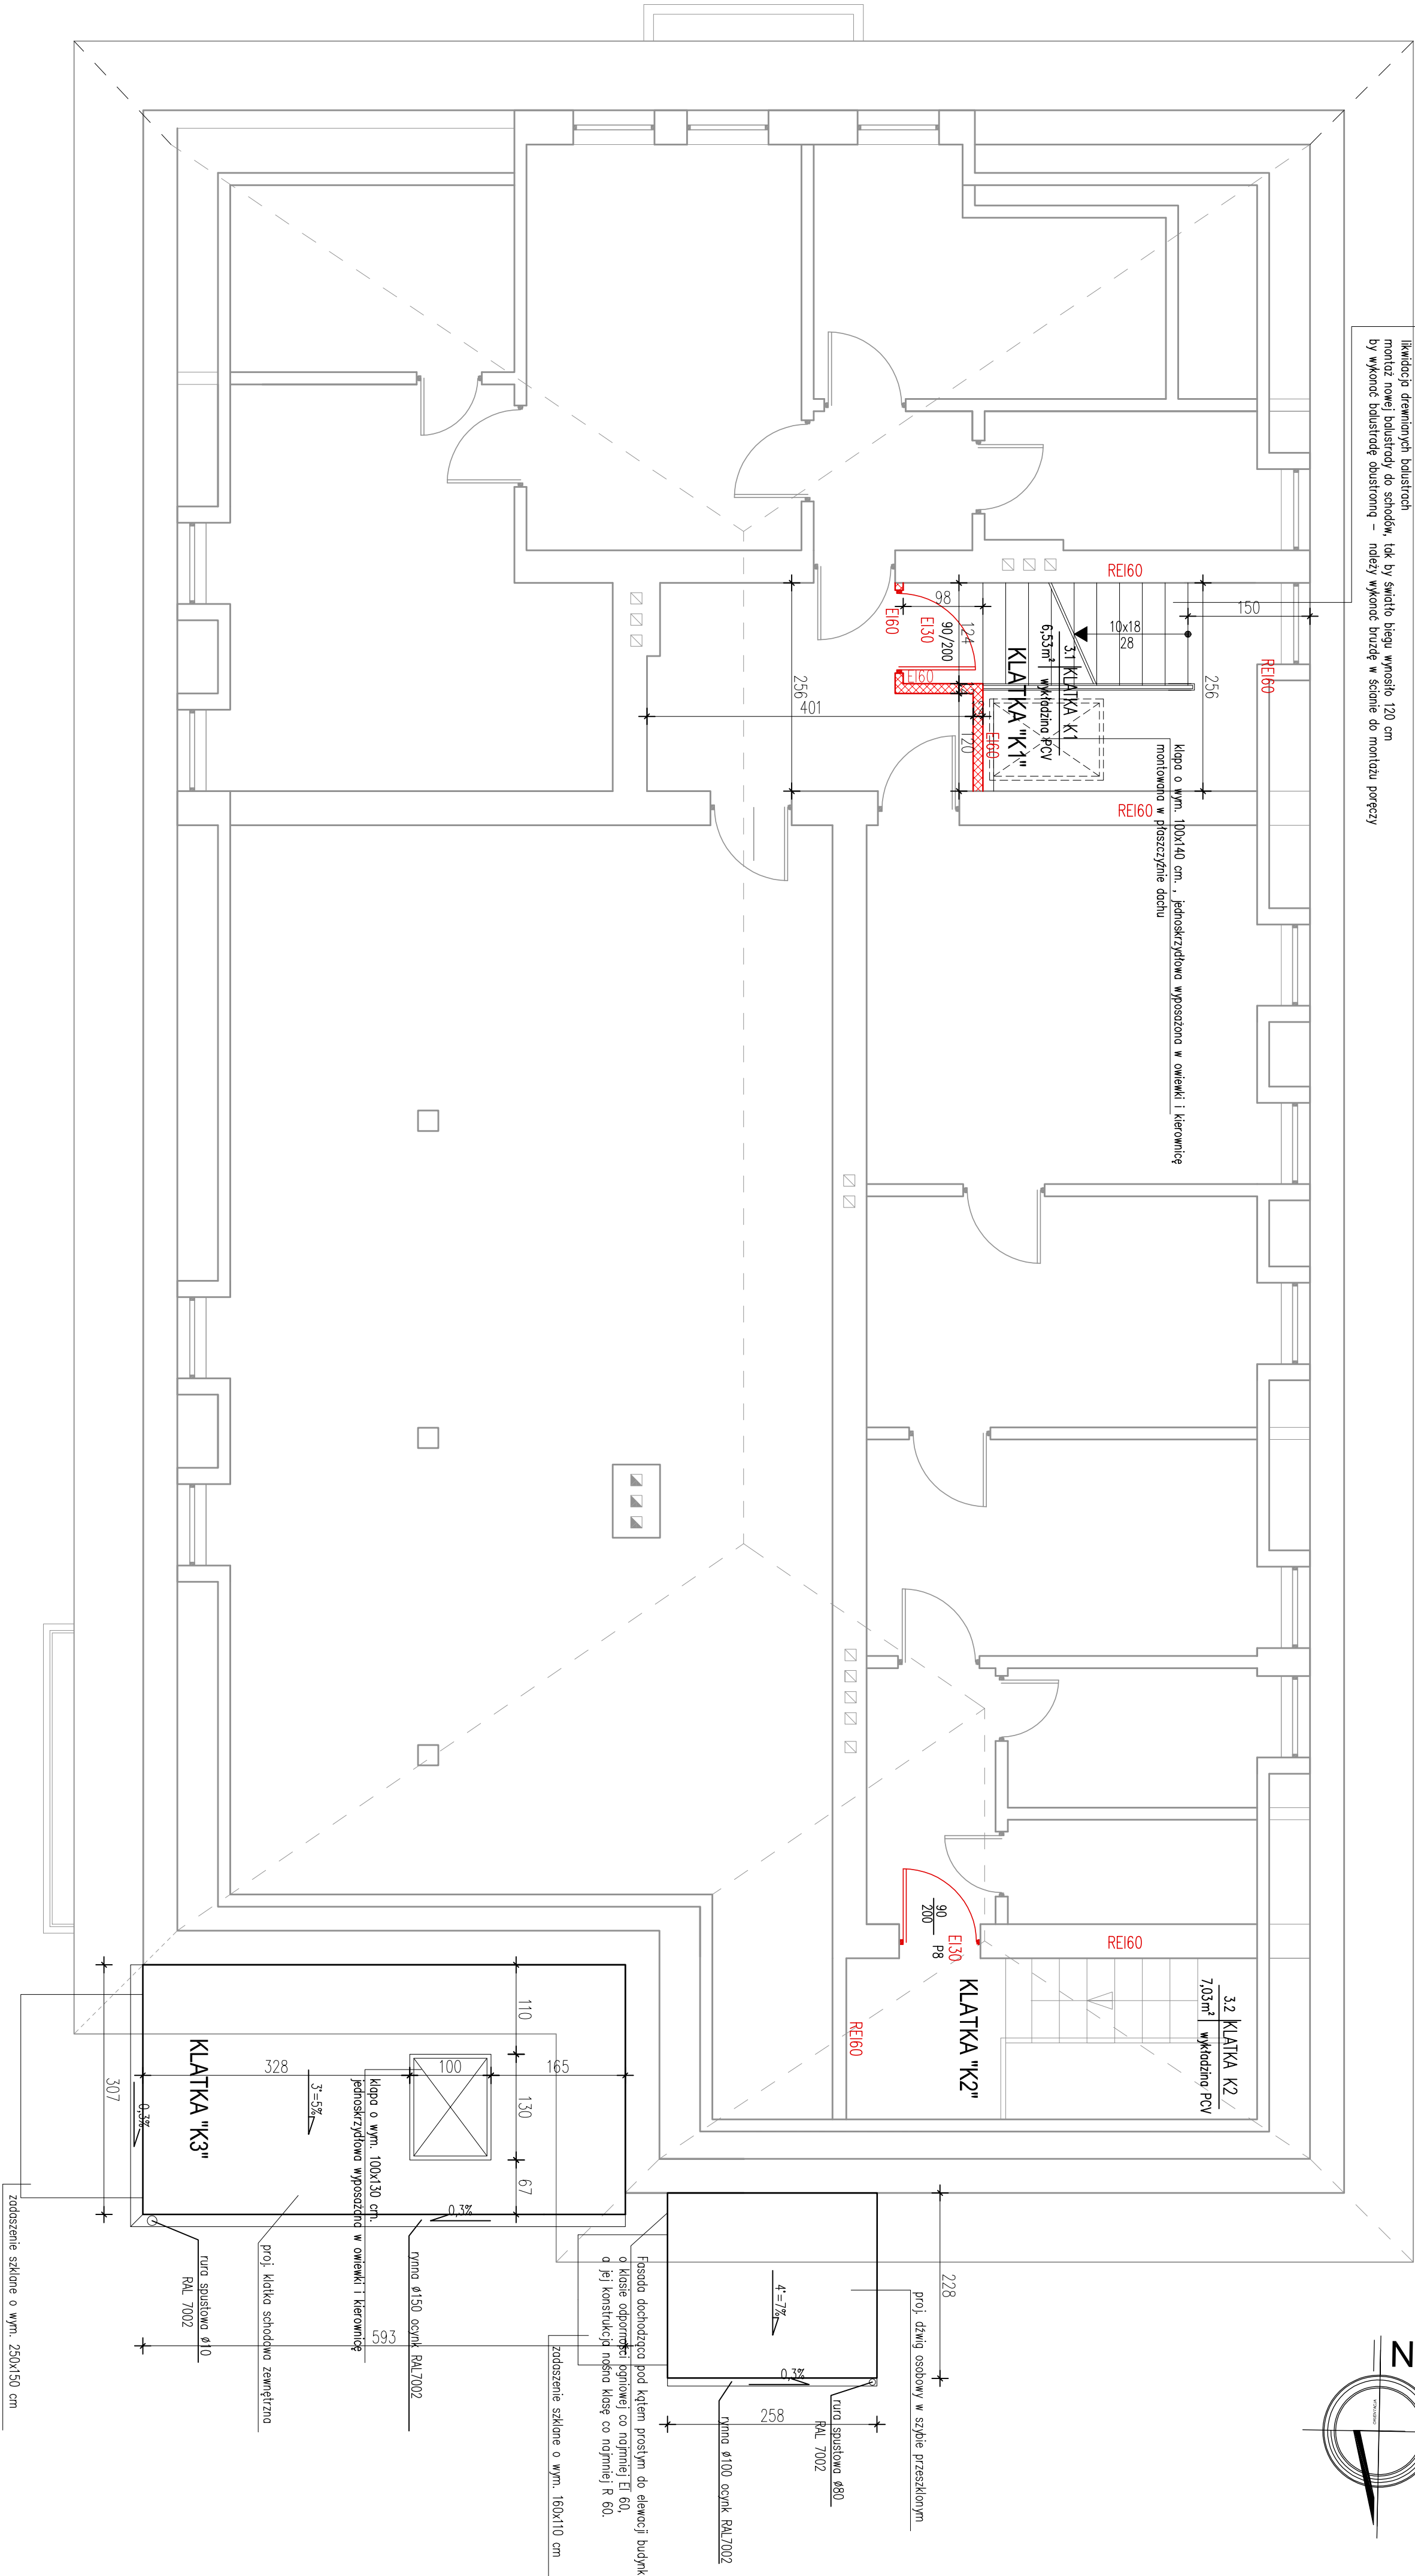 likwidacja drewnianych balustrach
montaż nowej balustrady do schodów, tak by światło biegu wynosiło 120 cm
by wykonać balustradę obustronną – należy wykonać bruzdę w ścianie do montażu poręczy
klapa o wym. 100x140 cm. , jednoskrzydłowa wyposażona w owiewki i kierownicę
montowana w płaszczyźnie dachu
REI60
REI60
REI60
150
256
10x18
28
3.1 KLATKA K1
6,53m² wykładzina PCV
KLATKA "K1"
98
124
90/200
EI30
EI60
EI60
EI60
120
256
401
3.2 KLATKA K2
7,03m² wykładzina PCV
REI60
KLATKA "K2"
EI30
90
200
P8
REI60
KLATKA "K3"
328
100
165
110
130
67
307
3°=5%
0,3%
0,3%
593
klapa o wym. 100x130 cm.
jednoskrzydłowa wyposażona w owiewki i kierownicę
rynna Ø150 ocynk RAL7002
proj. klatka schodowa zewnętrzna
rura spustowa Ø10
RAL 7002
zadaszenie szklane o wym. 250x150 cm
228
258
4°=7%
0,3%
proj. dźwig osobowy w szybie przeszklonym
rura spustowa Ø80
RAL 7002
rynna Ø100 ocynk RAL7002
Fasada dochodząca pod kątem prostym do elewacji budynk
o klasie odporności ogniowej co najmniej EI 60,
a jej konstrukcja nośna klasę co najmniej R 60.
zadaszenie szklane o wym. 160x110 cm
N